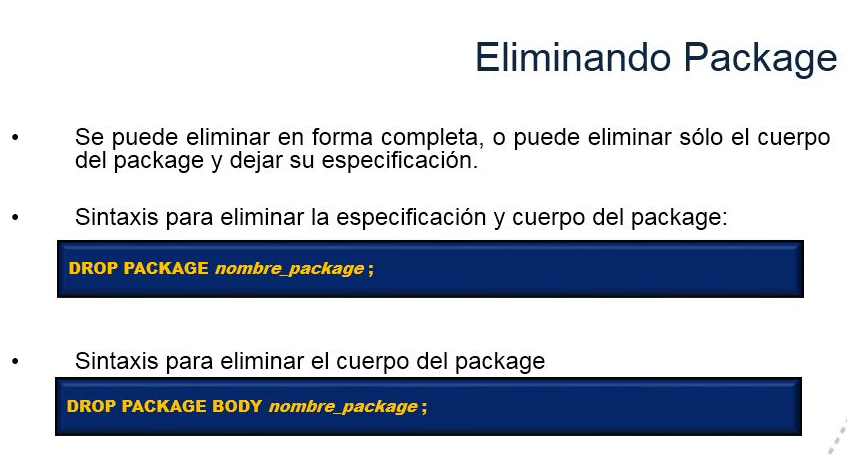 Eliminando Package
• Se puede eliminar en forma completa, o puede eliminar sólo el cuerpo
del package y dejar su especificación.
• Sintaxis para eliminar la especificación y cuerpo del package:
DROP PACKAGE nombre_package ;
• Sintaxis para eliminar el cuerpo del package
DROP PACKAGE BODY nombre_package ;